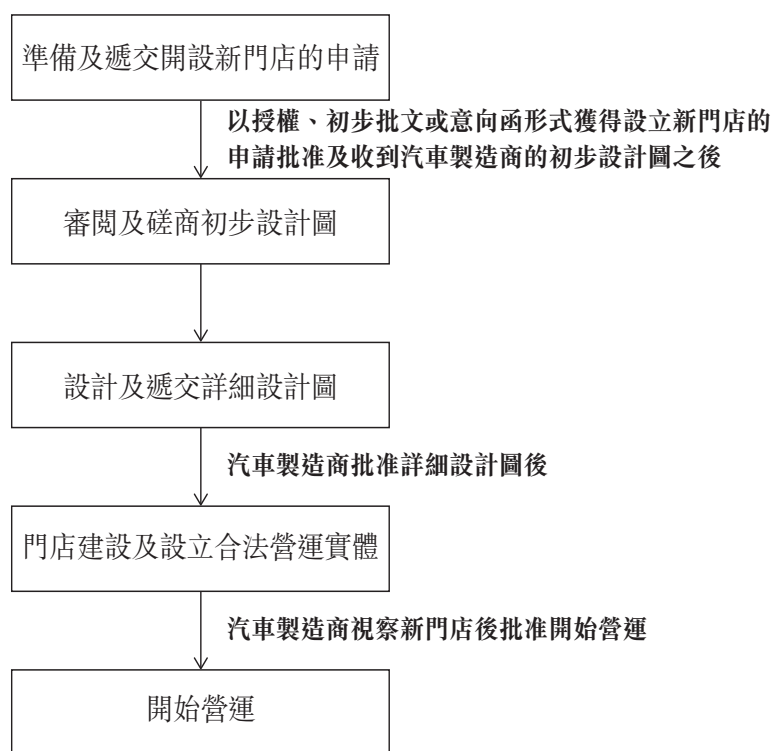 準備及遞交開設新門店的申請
以授權、初步批文或意向函形式獲得設立新門店的
申請批准及收到汽車製造商的初步設計圖之後
審閱及磋商初步設計圖
設計及遞交詳細設計圖
汽車製造商批准詳細設計圖後
門店建設及設立合法營運實體
汽車製造商視察新門店後批准開始營運
開始營運